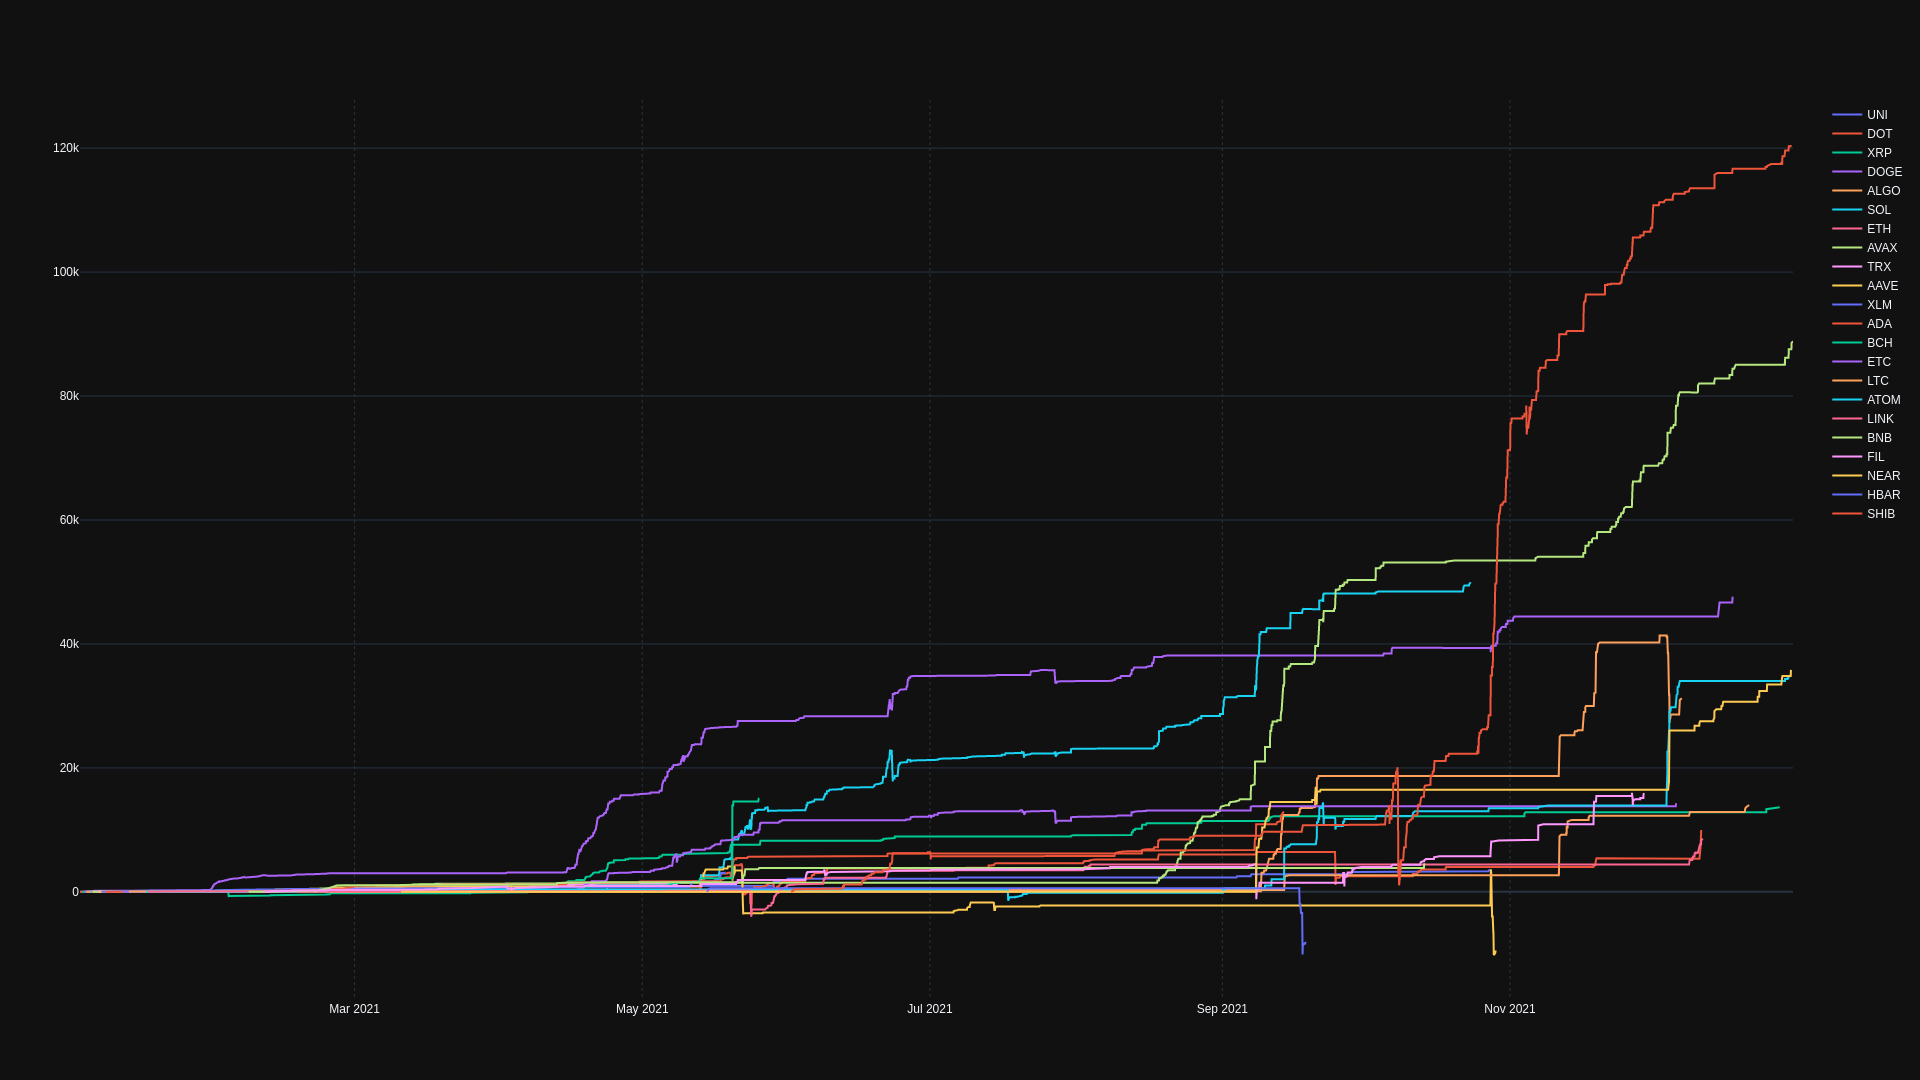 120k
100k
80k
60k
40k
20k
0
Mar 2021
May 2021
Jul 2021
Sep 2021
Nov 2021
UNI
DOT
XRP
DOGE
ALGO
SOL
ETH
AVAX
TRX
AAVE
XLM
ADA
BCH
ETC
LTC
ATOM
LINK
BNB
FIL
NEAR
HBAR
SHIB